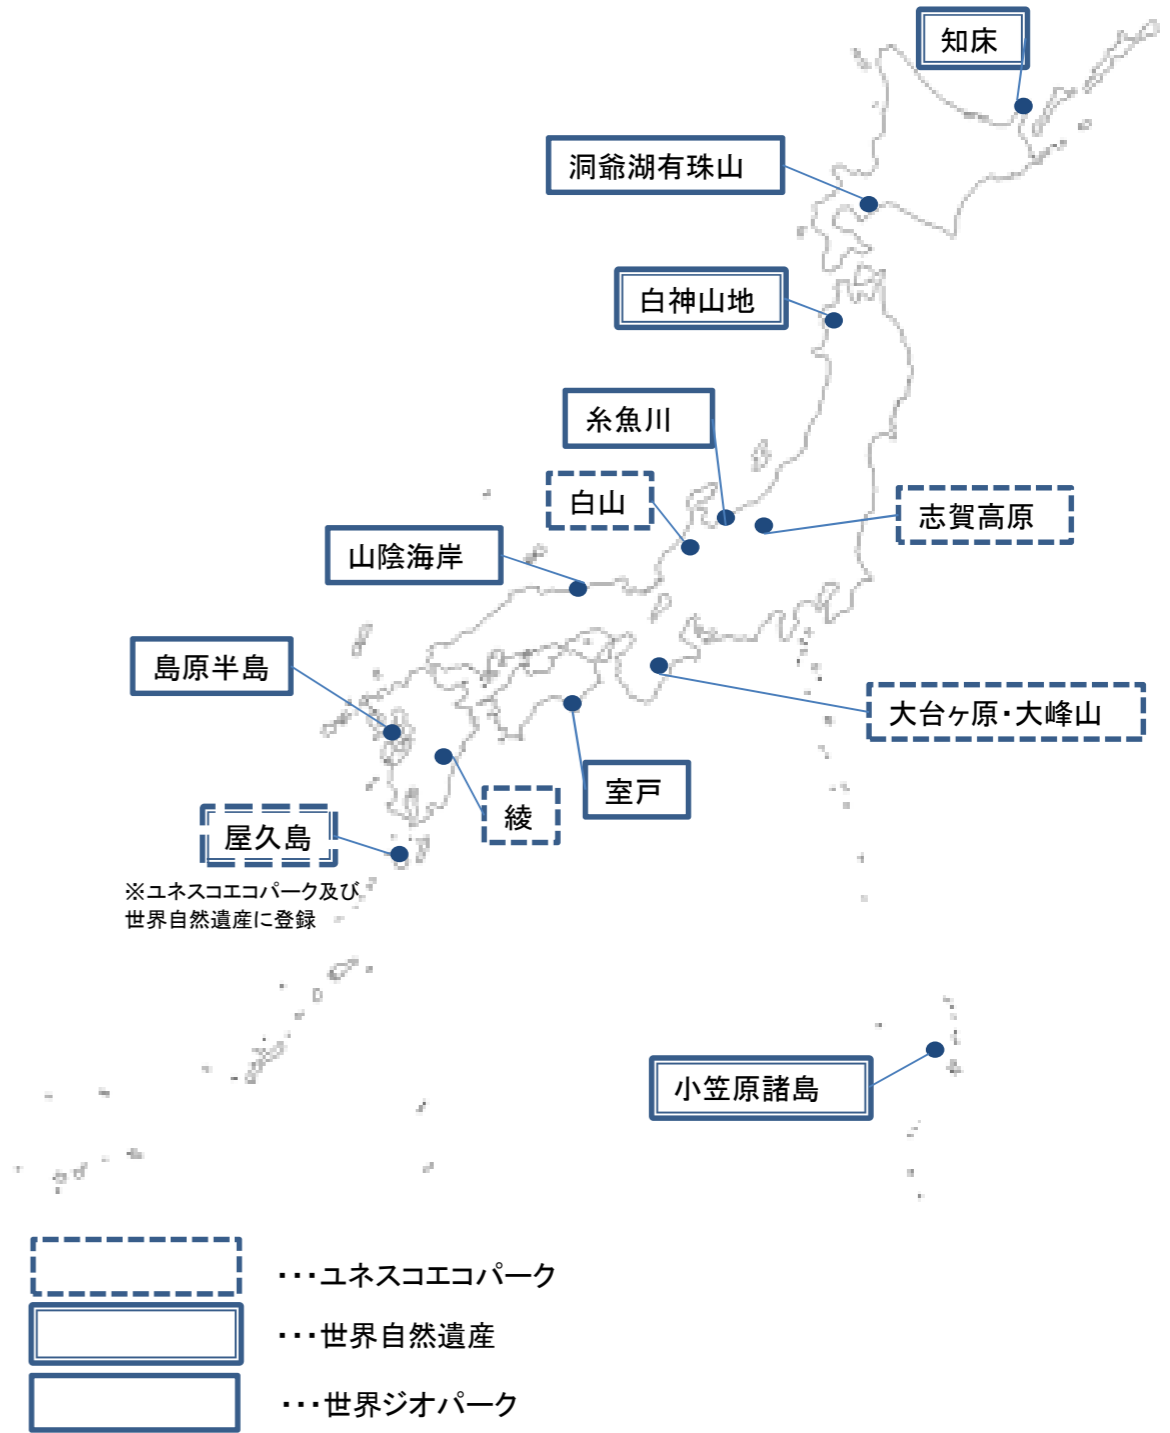 知床
洞爺湖有珠山
白神山地
糸魚川
白山
志賀高原
山陰海岸
島原半島
大台ヶ原・大峰山
室戸
綾
屋久島
※ユネスコエコパーク及び
世界自然遺産に登録
小笠原諸島
・・・ユネスコエコパーク
・・・世界自然遺産
・・・世界ジオパーク